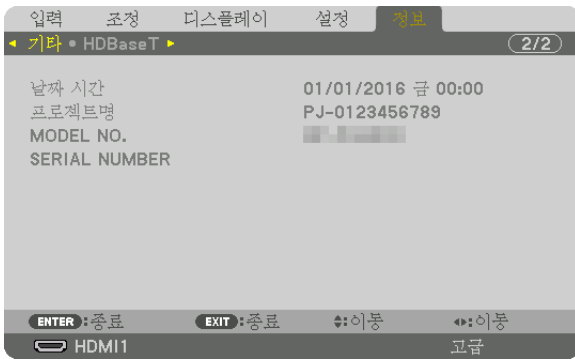 입력 조정 디스플레이 설정 정보
◀ 기타 • HDBaseT ▶ 2/2
날짜 시간 01/01/2016 금 00:00
프로젝트명 PJ-0123456789
MODEL NO.
SERIAL NUMBER
ENTER:종료 EXIT:종료 ♦:이동 ◂▸:이동
HDMI1 고급